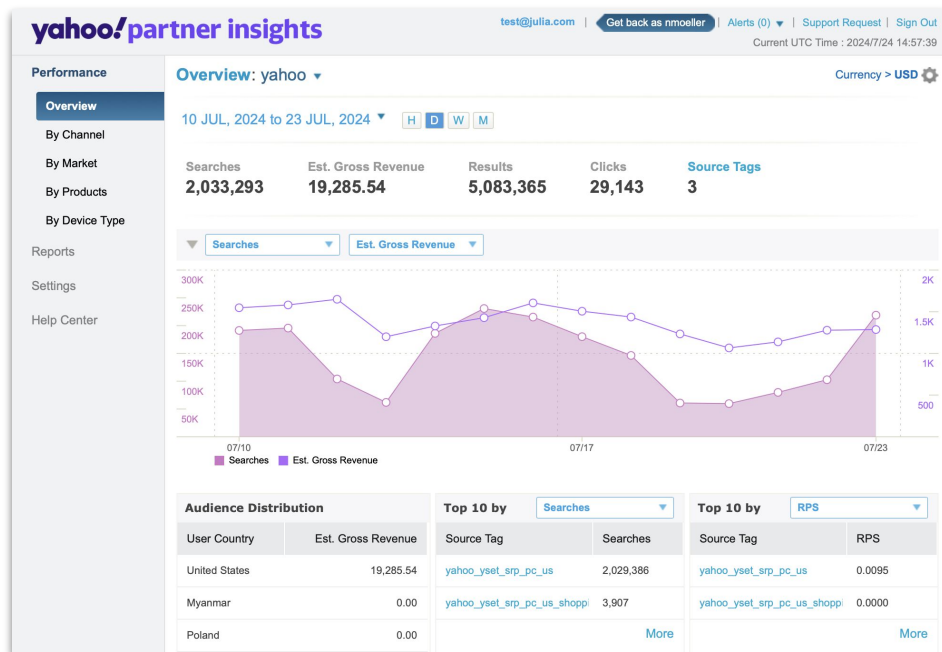 yahoo! partner insights
test@julia.com | Get back as nmoeller | Alerts (0) | Support Request | Sign Out
Current UTC Time : 2024/7/24 14:57:39
Performance
Overview
By Channel
By Market
By Products
By Device Type
Reports
Settings
Help Center
Overview: yahoo
Currency > USD
10 JUL, 2024 to 23 JUL, 2024 H D W M
Searches Est. Gross Revenue Results Clicks Source Tags
2,033,293 19,285.54 5,083,365 29,143 3
Searches Est. Gross Revenue
300K 2K
250K
200K 1.5K
150K 1K
100K
50K 500
07/10 07/17 07/23
Searches Est. Gross Revenue
Audience Distribution
User Country Est. Gross Revenue
United States 19,285.54
Myanmar 0.00
Poland 0.00
Top 10 by Searches
Source Tag Searches
yahoo_yset_srp_pc_us 2,029,386
yahoo_yset_srp_pc_us_shoppi 3,907
More
Top 10 by RPS
Source Tag RPS
yahoo_yset_srp_pc_us 0.0095
yahoo_yset_srp_pc_us_shoppi 0.0000
More